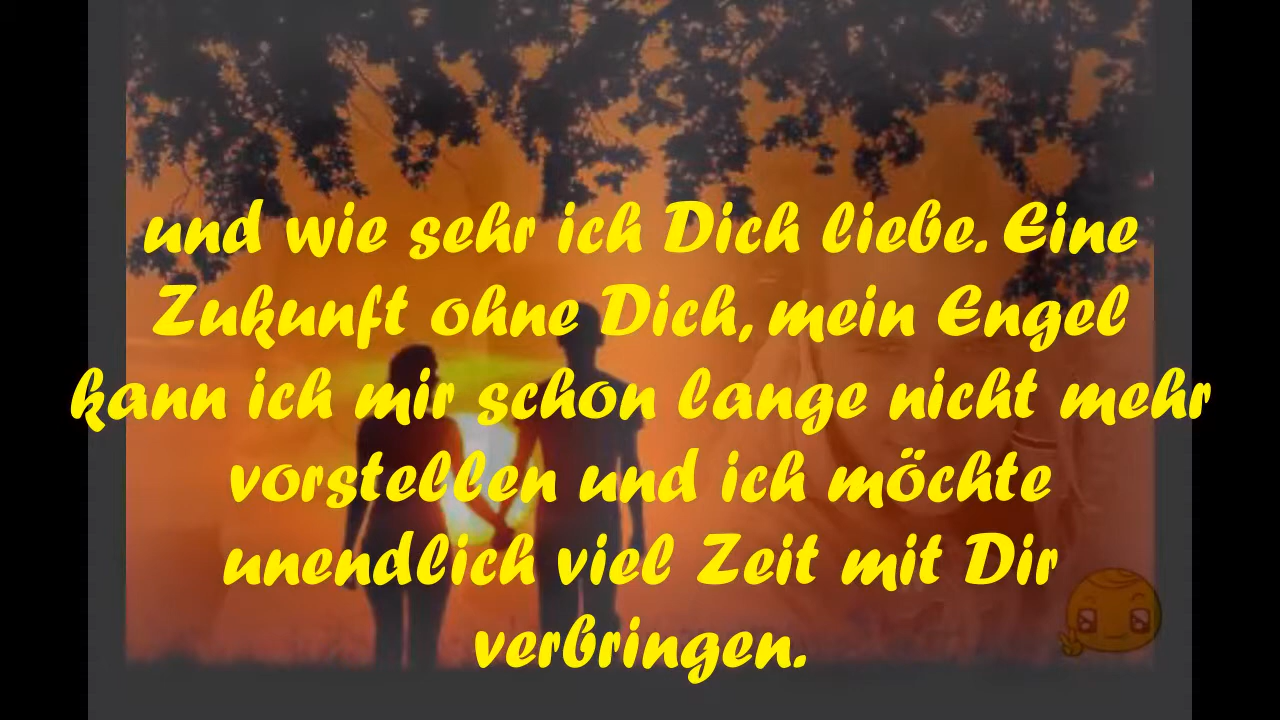 und wie sehr ich Dich liebe. Eine
Zukunft ohne Dich, mein Engel
kann ich mir schon lange nicht mehr
vorstellen und ich möchte
unendlich viel Zeit mit Dir
verbringen.